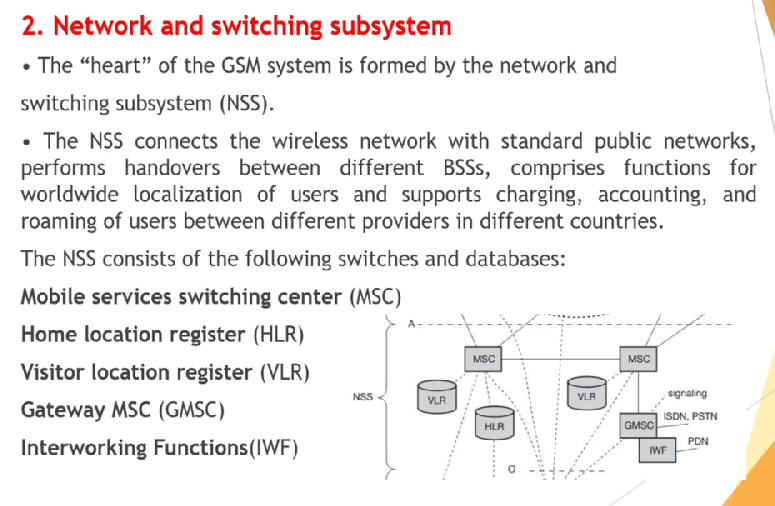 2. Network and switching subsystem
• The “heart” of the GSM system is formed by the network and
switching subsystem (NSS).
• The NSS connects the wireless network with standard public networks,
performs handovers between different BSSs, comprises functions for
worldwide localization of users and supports charging, accounting, and
roaming of users between different providers in different countries.
The NSS consists of the following switches and databases:
Mobile services switching center (MSC)
Home location register (HLR)
Visitor location register (VLR)
Gateway MSC (GMSC)
Interworking Functions(IWF)
A
MSC
MSC
NSS
VLR
VLR
signaling
HLR
GMSC
ISDN, PSTN
IWF
PDN
O